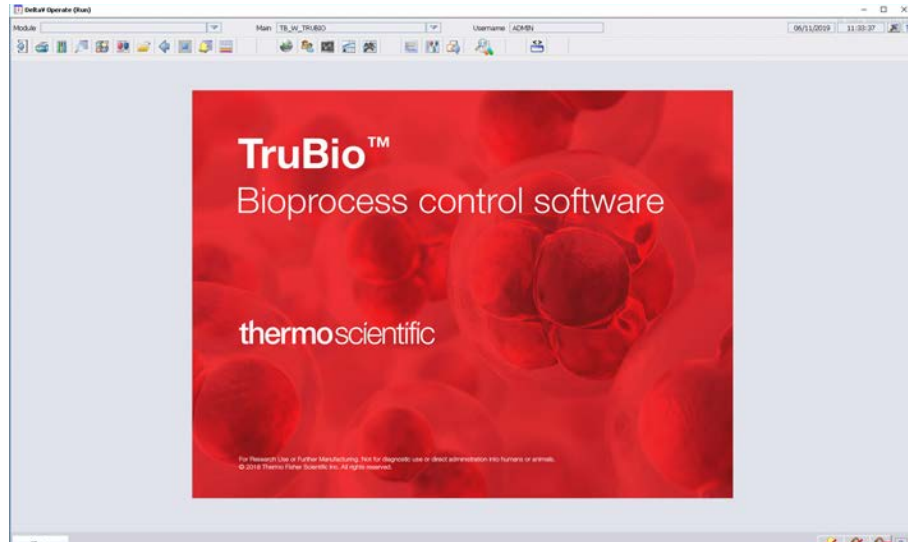 DeltaV Operate (Run)
Module
Main TB_W_TRUBIO
Username ADMIN
06/11/2019 11:33:37
TruBio™
Bioprocess control software
thermoscientific
For Research Use or Further Manufacturing. Not for diagnostic use or direct administration into humans or animals.
© 2018 Thermo Fisher Scientific Inc. All rights reserved.